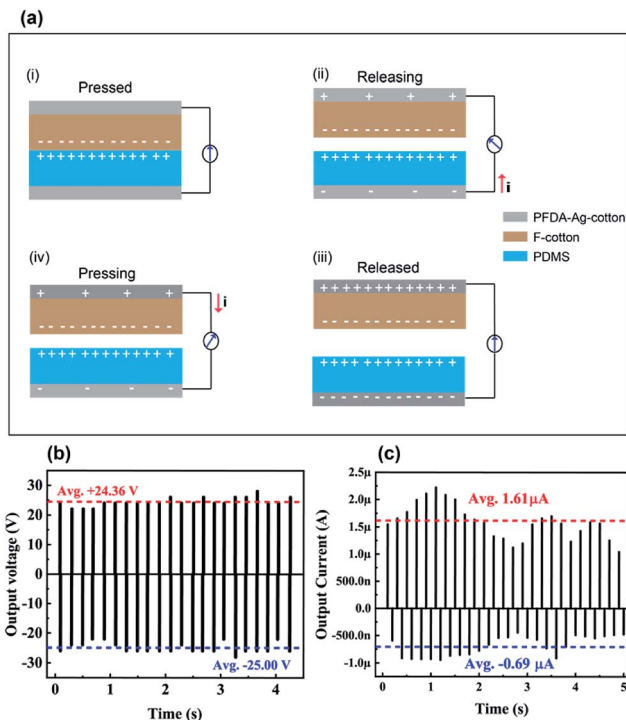 (a)
(i)
Pressed
- - - - - - - - - - - -
+++++++++++++
(ii)
Releasing
+ + + +
- - - - - - - - - - - -
+++++++++++++
- - - -
i
PFDA-Ag-cotton
F-cotton
PDMS
(iv)
Pressing
+ + + +
- - - - - - - - - - - -
+++++++++++++
- - - -
i
(iii)
Released
+++++++++++++
- - - - - - - - - - - -
+++++++++++++
- - - - - - - - - - - -
(b)
Output voltage (V)
30
20
10
0
-10
-20
-30
Avg. +24.36 V
Avg. -25.00 V
0 1 2 3 4
Time (s)
(c)
Output Current (A)
2.5μ
2.0μ
1.5μ
1.0μ
500.0n
0.0
-500.0n
-1.0μ
Avg. 1.61μA
Avg. -0.69 μA
0 1 2 3 4 5
Time (s)